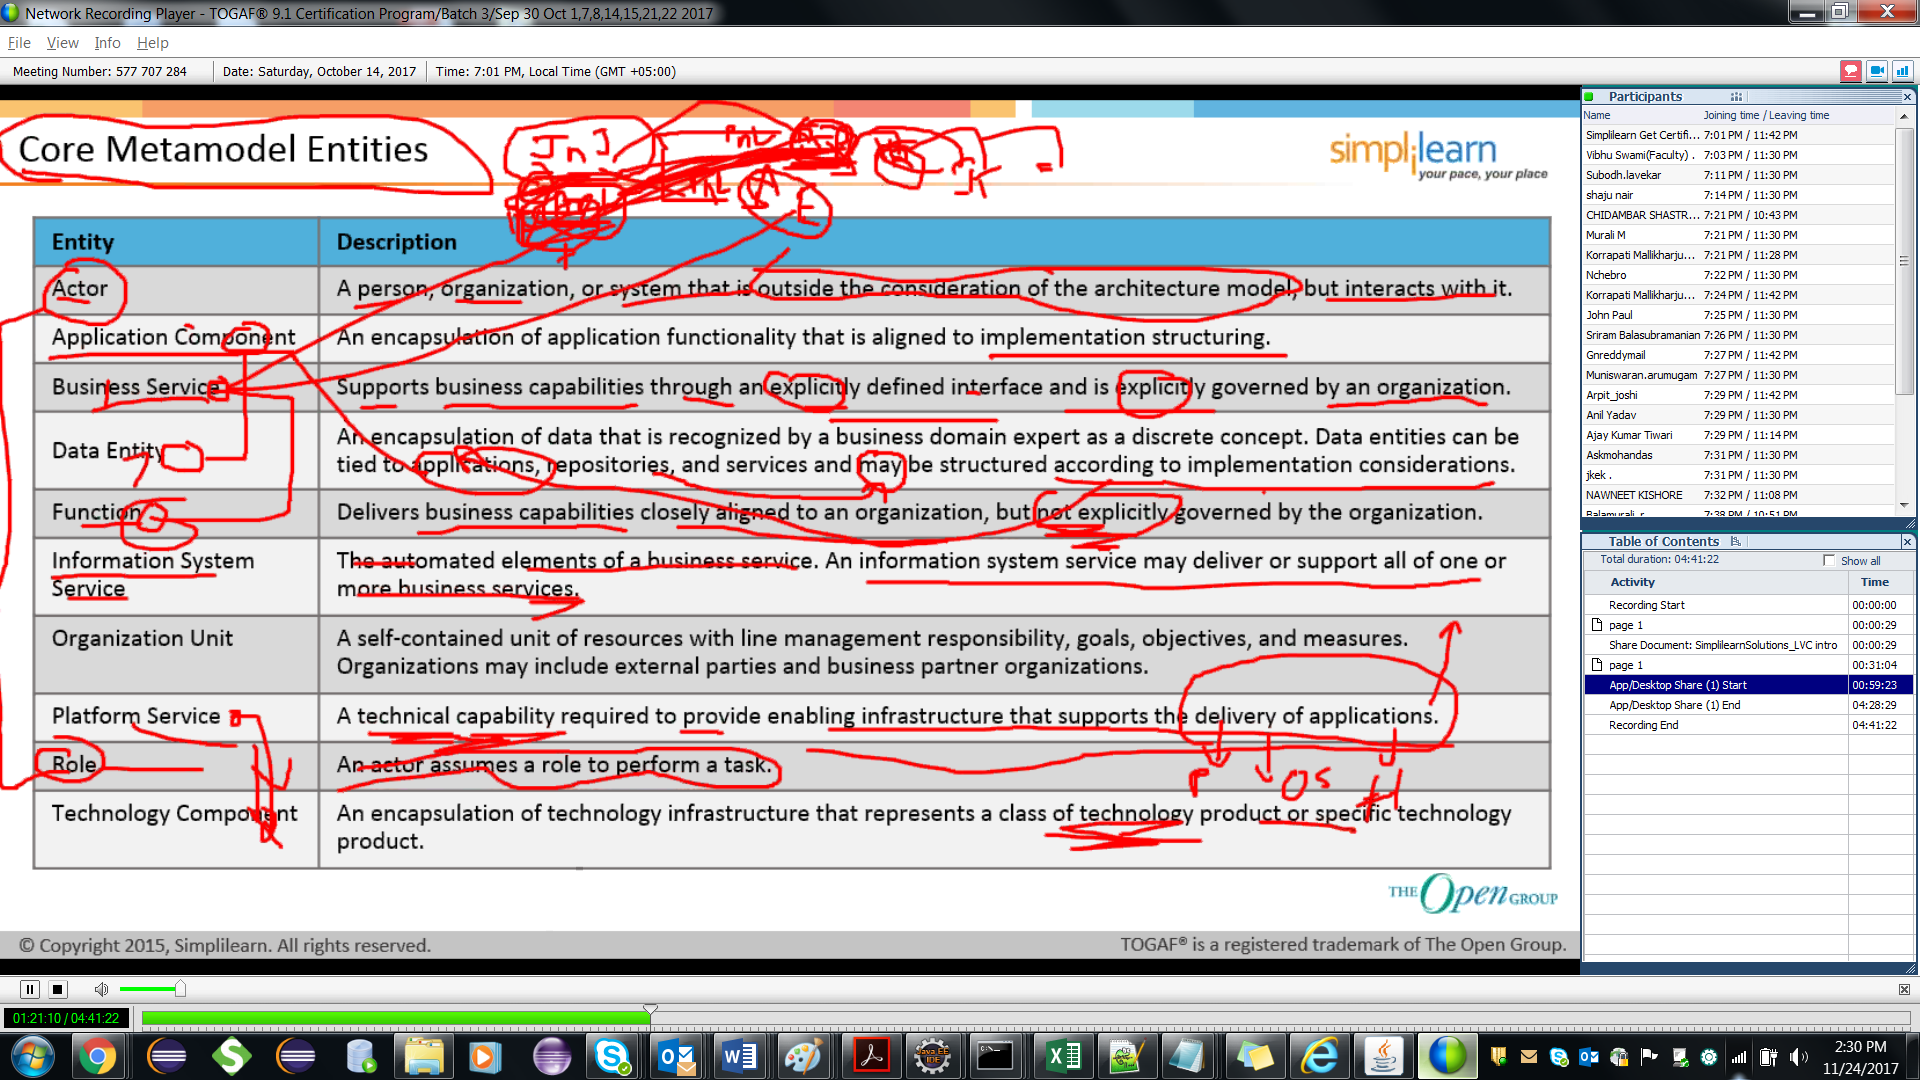 Network Recording Player - TOGAF® 9.1 Certification Program/Batch 3/Sep 30 Oct 1,7,8,14,15,21,22 2017
File View Info Help
Meeting Number: 577 707 284 Date: Saturday, October 14, 2017 Time: 7:01 PM, Local Time (GMT +05:00)
Core Metamodel Entities
JnJ
simplilearn
your pace, your place
Entity Description
Actor A person, organization, or system that is outside the consideration of the architecture model, but interacts with it.
Application Component An encapsulation of application functionality that is aligned to implementation structuring.
Business Service Supports business capabilities through an explicitly defined interface and is explicitly governed by an organization.
Data Entity An encapsulation of data that is recognized by a business domain expert as a discrete concept. Data entities can be
tied to applications, repositories, and services and may be structured according to implementation considerations.
Function Delivers business capabilities closely aligned to an organization, but not explicitly governed by the organization.
Information System The automated elements of a business service. An information system service may deliver or support all of one or
Service more business services.
Organization Unit A self-contained unit of resources with line management responsibility, goals, objectives, and measures.
Organizations may include external parties and business partner organizations.
Platform Service A technical capability required to provide enabling infrastructure that supports the delivery of applications.
Role An actor assumes a role to perform a task.
P OS H
Technology Component An encapsulation of technology infrastructure that represents a class of technology product or specific technology
product.
THE Open GROUP
© Copyright 2015, Simplilearn. All rights reserved. TOGAF® is a registered trademark of The Open Group.
Participants
Name Joining time / Leaving time
Simplilearn Get Certifi... 7:01 PM / 11:42 PM
Vibhu Swami(Faculty) . 7:03 PM / 11:30 PM
Subodh.lavekar 7:11 PM / 11:30 PM
shaju nair 7:14 PM / 11:30 PM
CHIDAMBAR SHASTR... 7:21 PM / 10:43 PM
Murali M 7:21 PM / 11:30 PM
Korrapati Mallikharju... 7:21 PM / 11:28 PM
Nchebro 7:22 PM / 11:30 PM
Korrapati Mallikharju... 7:24 PM / 11:42 PM
John Paul 7:25 PM / 11:30 PM
Sriram Balasubramanian 7:26 PM / 11:30 PM
Gnreddymail 7:27 PM / 11:42 PM
Muniswaran.arumugam 7:27 PM / 11:30 PM
Arpit_joshi 7:29 PM / 11:42 PM
Anil Yadav 7:29 PM / 11:30 PM
Ajay Kumar Tiwari 7:29 PM / 11:14 PM
Askmohandas 7:31 PM / 11:30 PM
jkek . 7:31 PM / 11:30 PM
NAWNEET KISHORE 7:32 PM / 11:08 PM
Balamurali r 7:38 PM / 10:51 PM
Table of Contents
Total duration: 04:41:22 Show all
Activity Time
Recording Start 00:00:00
page 1 00:00:29
Share Document: SimplilearnSolutions_LVC intro 00:00:29
page 1 00:31:04
App/Desktop Share (1) Start 00:59:23
App/Desktop Share (1) End 04:28:29
Recording End 04:41:22
01:21:10 / 04:41:22
2:30 PM
11/24/2017